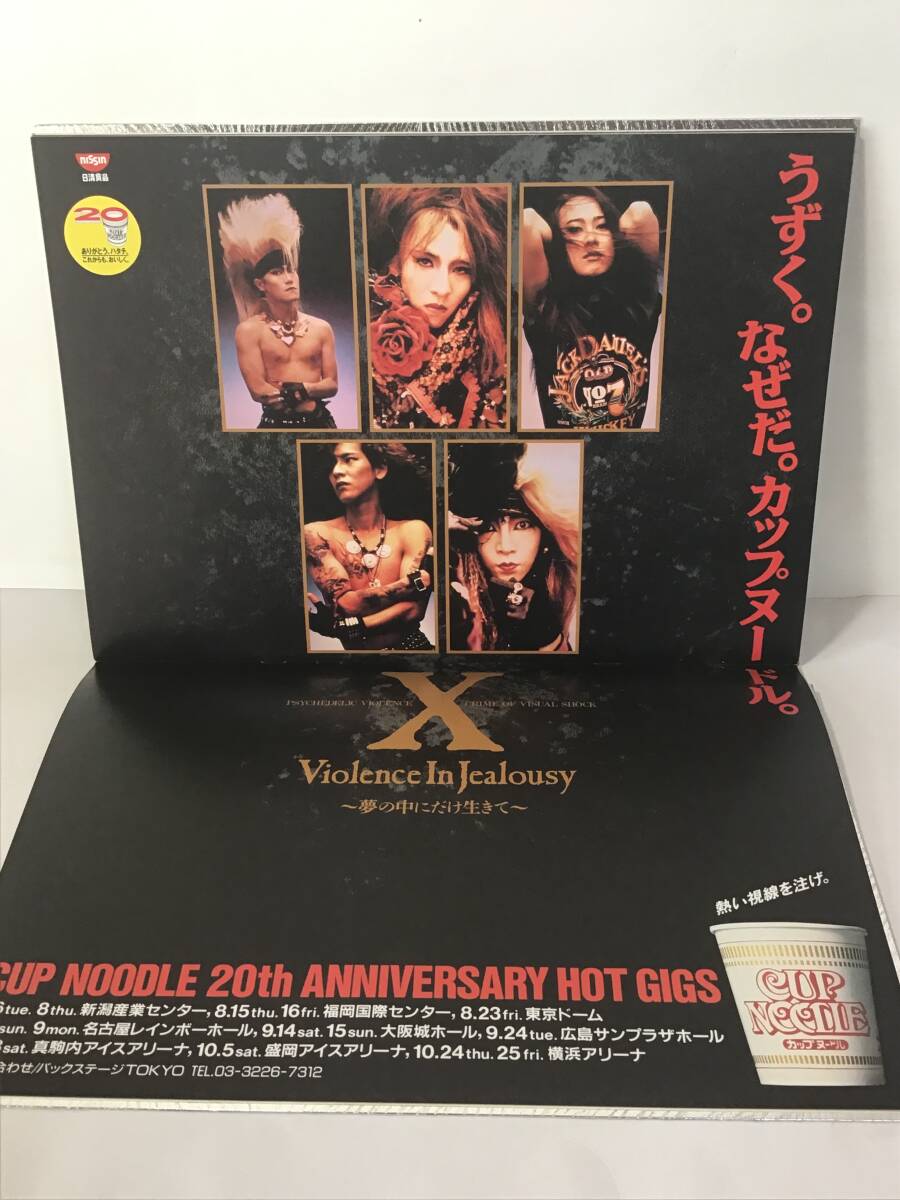 NISSIN
日清食品
20
CUP NOODLE
ありがとう、ハタチ。
これからも、おいしく。
うずく。なぜだ。カップヌードル。
JACK DANIEL'S
OLD
No 7
WHISKEY
PSYCHEDELIC VIOLENCE CRIME OF VISUAL SHOCK
X
Violence In Jealousy
〜夢の中にだけ生きて〜
熱い視線を注げ。
CUP NOODLE
カップヌードル
CUP NOODLE 20th ANNIVERSARY HOT GIGS
6tue. 8thu. 新潟産業センター, 8.15thu. 16fri. 福岡国際センター, 8.23fri. 東京ドーム
sun. 9mon. 名古屋レインボーホール, 9.14sat. 15sun. 大阪城ホール, 9.24tue. 広島サンプラザホール
sat. 真駒内アイスアリーナ, 10.5sat. 盛岡アイスアリーナ, 10.24thu. 25fri. 横浜アリーナ
合わせ/バックステージTOKYO TEL.03-3226-7312